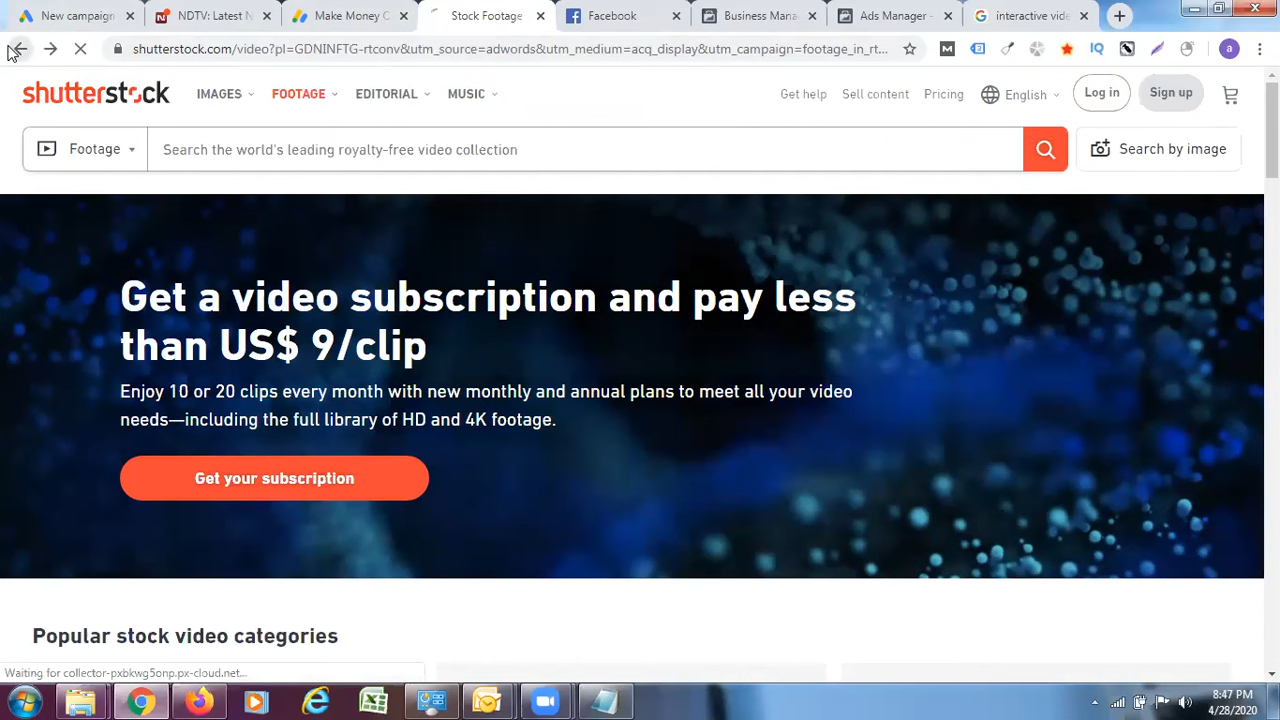 New campaign
NDTV: Latest N
Make Money O
Stock Footage
Facebook
Business Mana
Ads Manager -
interactive vide
shutterstock.com/video?pl=GDNINFTG-rtconv&utm_source=adwords&utm_medium=acq_display&utm_campaign=footage_in_rt...
shutterstock
IMAGES
FOOTAGE
EDITORIAL
MUSIC
Get help
Sell content
Pricing
English
Log in
Sign up
Footage
Search the world's leading royalty-free video collection
Search by image
Get a video subscription and pay less
than US$ 9/clip
Enjoy 10 or 20 clips every month with new monthly and annual plans to meet all your video
needs—including the full library of HD and 4K footage.
Get your subscription
Popular stock video categories
Waiting for collector-pxbkwg5onp.px-cloud.net...
8:47 PM
4/28/2020